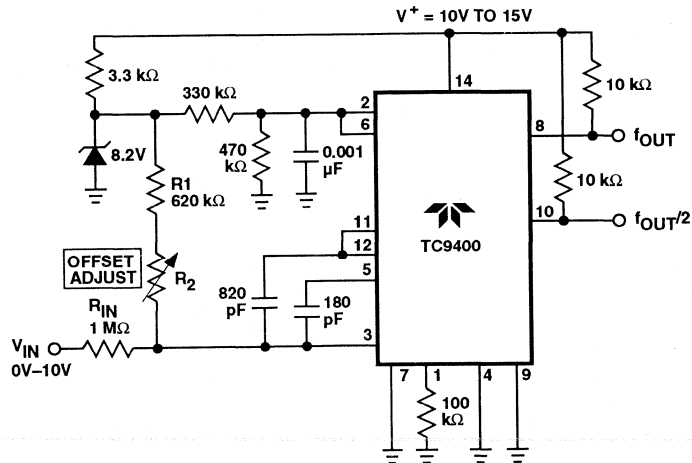 V+ = 10V TO 15V
3.3 kΩ
330 kΩ
14
10 kΩ
2
6
8
fOUT
8.2V
470
kΩ
0.001
µF
R1
620 kΩ
10 kΩ
10
fOUT/2
11
12
TC9400
OFFSET
ADJUST
R2
5
820
pF
180
pF
RIN
1 MΩ
3
VIN
0V–10V
7
1
4
9
100
kΩ